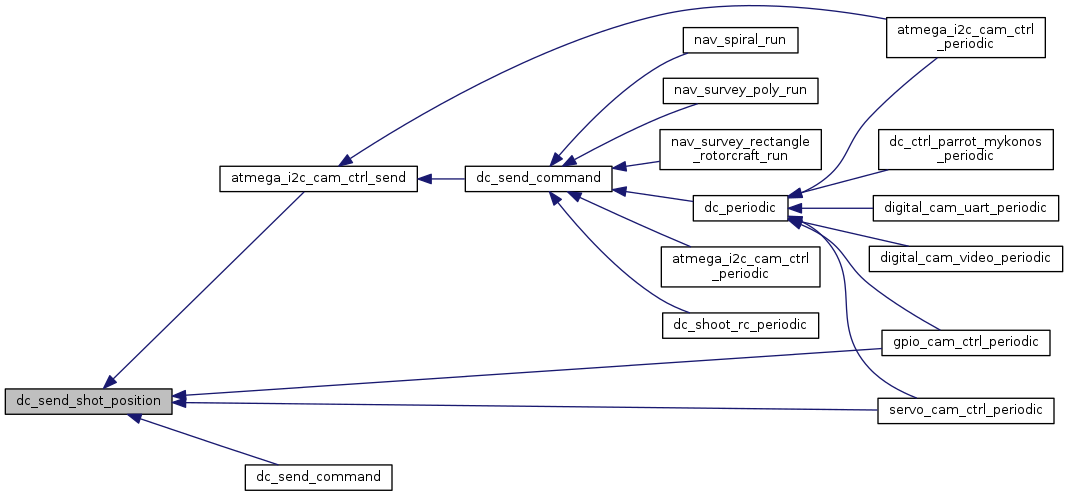 atmega_i2c_cam_ctrl
_periodic
nav_spiral_run
nav_survey_poly_run
nav_survey_rectangle
_rotorcraft_run
dc_ctrl_parrot_mykonos
_periodic
atmega_i2c_cam_ctrl_send
dc_send_command
dc_periodic
digital_cam_uart_periodic
digital_cam_video_periodic
atmega_i2c_cam_ctrl
_periodic
dc_shoot_rc_periodic
gpio_cam_ctrl_periodic
dc_send_shot_position
servo_cam_ctrl_periodic
dc_send_command